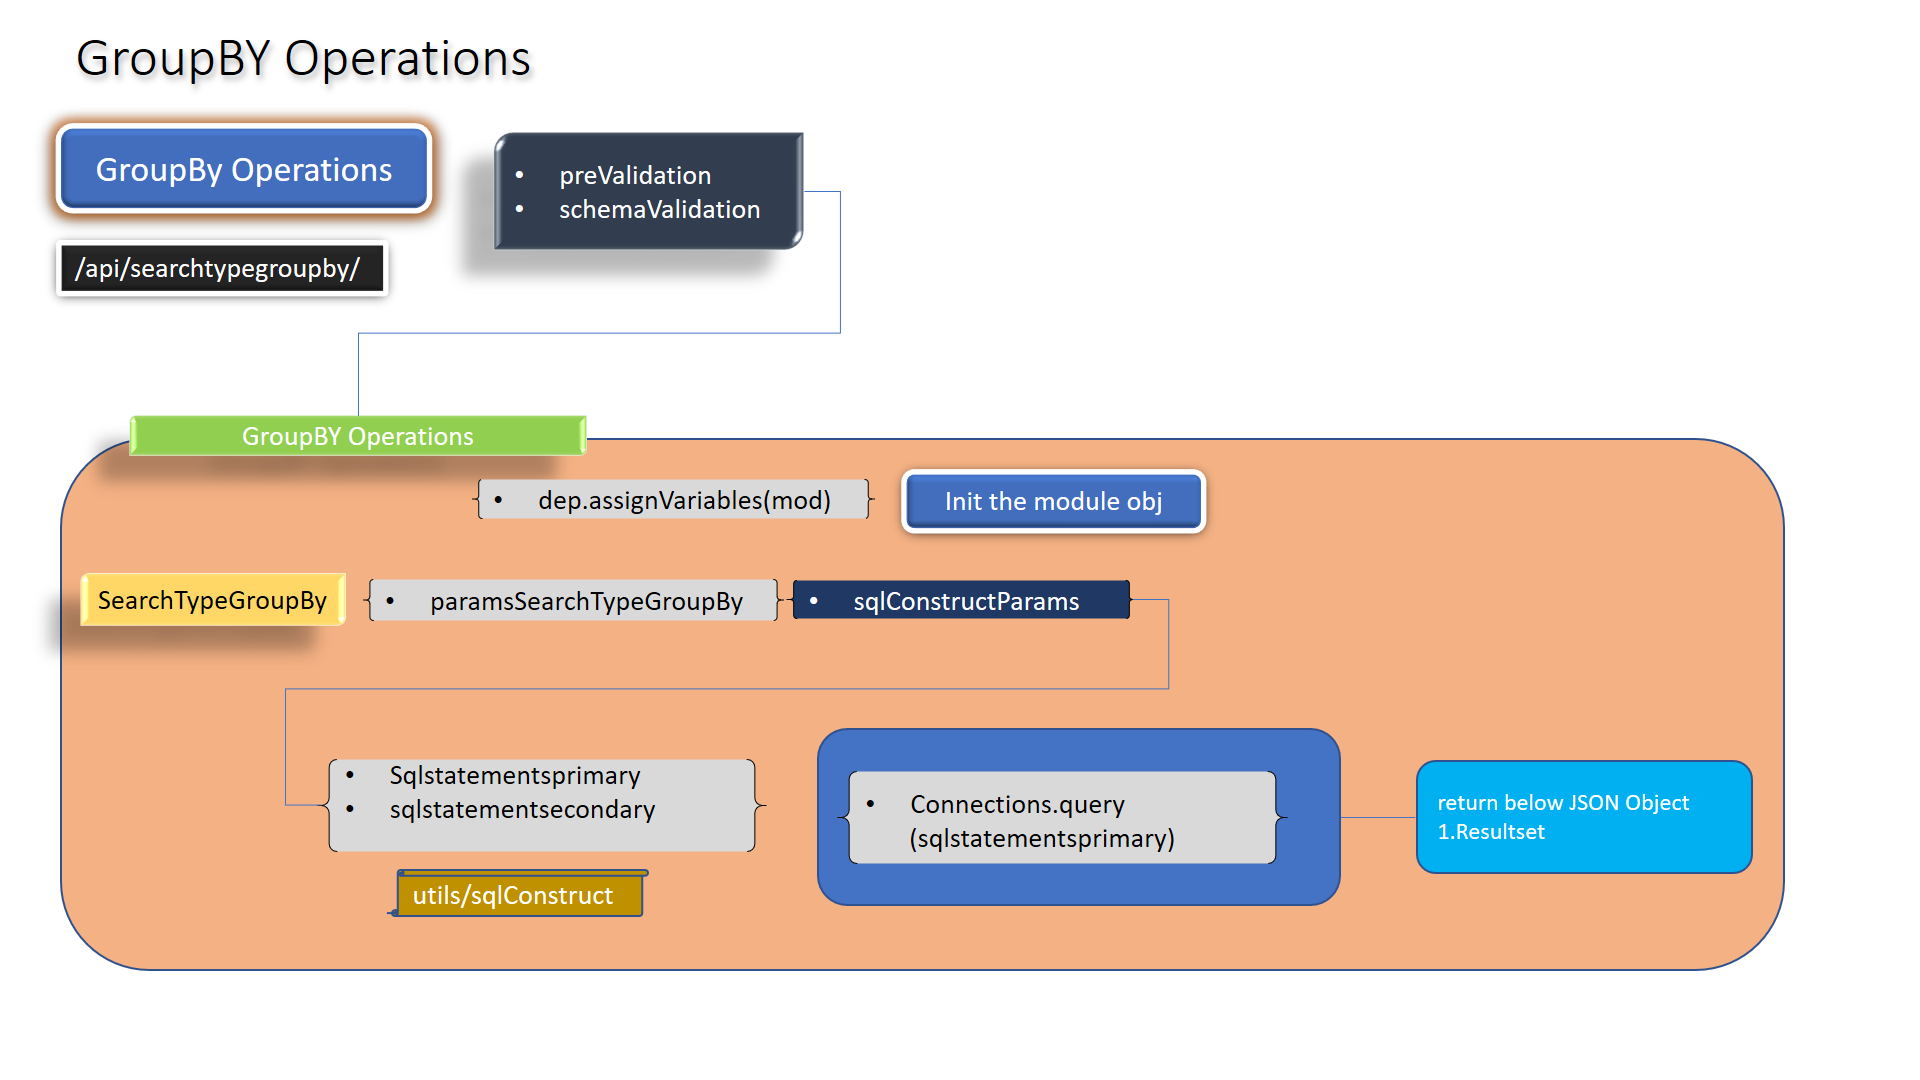 GroupBY Operations
GroupBy Operations
• preValidation
• schemaValidation
/api/searchtypegroupby/
GroupBY Operations
• dep.assignVariables(mod)
Init the module obj
SearchTypeGroupBy
• paramsSearchTypeGroupBy
• sqlConstructParams
• Sqlstatementsprimary
• sqlstatementsecondary
utils/sqlConstruct
• Connections.query
(sqlstatementsprimary)
return below JSON Object
1.Resultset